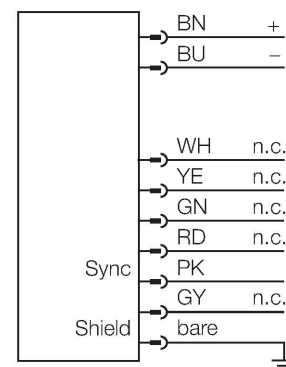 BN +
BU –
WH n.c.
YE n.c.
GN n.c.
RD n.c.
Sync PK
GY n.c.
Shield bare